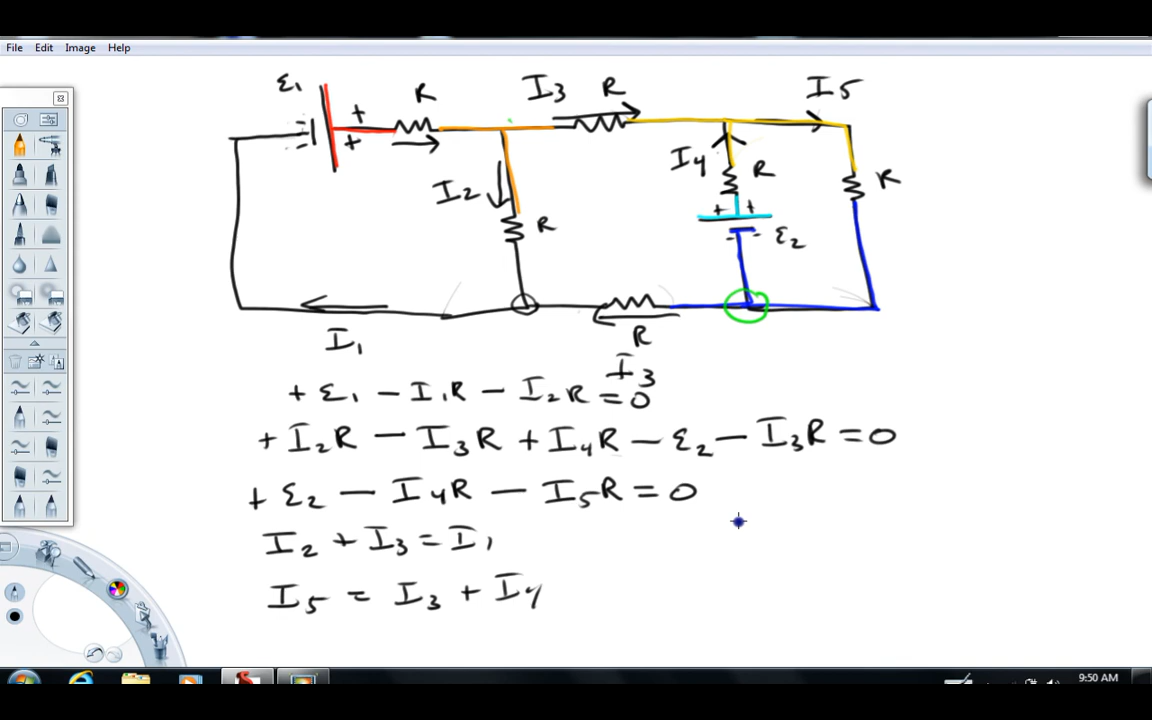 File Edit Image Help
ε1 + + R I3 R I5
I2 R I4 R R
+ + ε2
I1 R
I3
+ ε1 - I1R - I2R = 0
+ I2R - I3R + I4R - ε2 - I3R = 0
+ ε2 - I4R - I5R = 0
I2 + I3 = I1
I5 = I3 + I4
9:50 AM